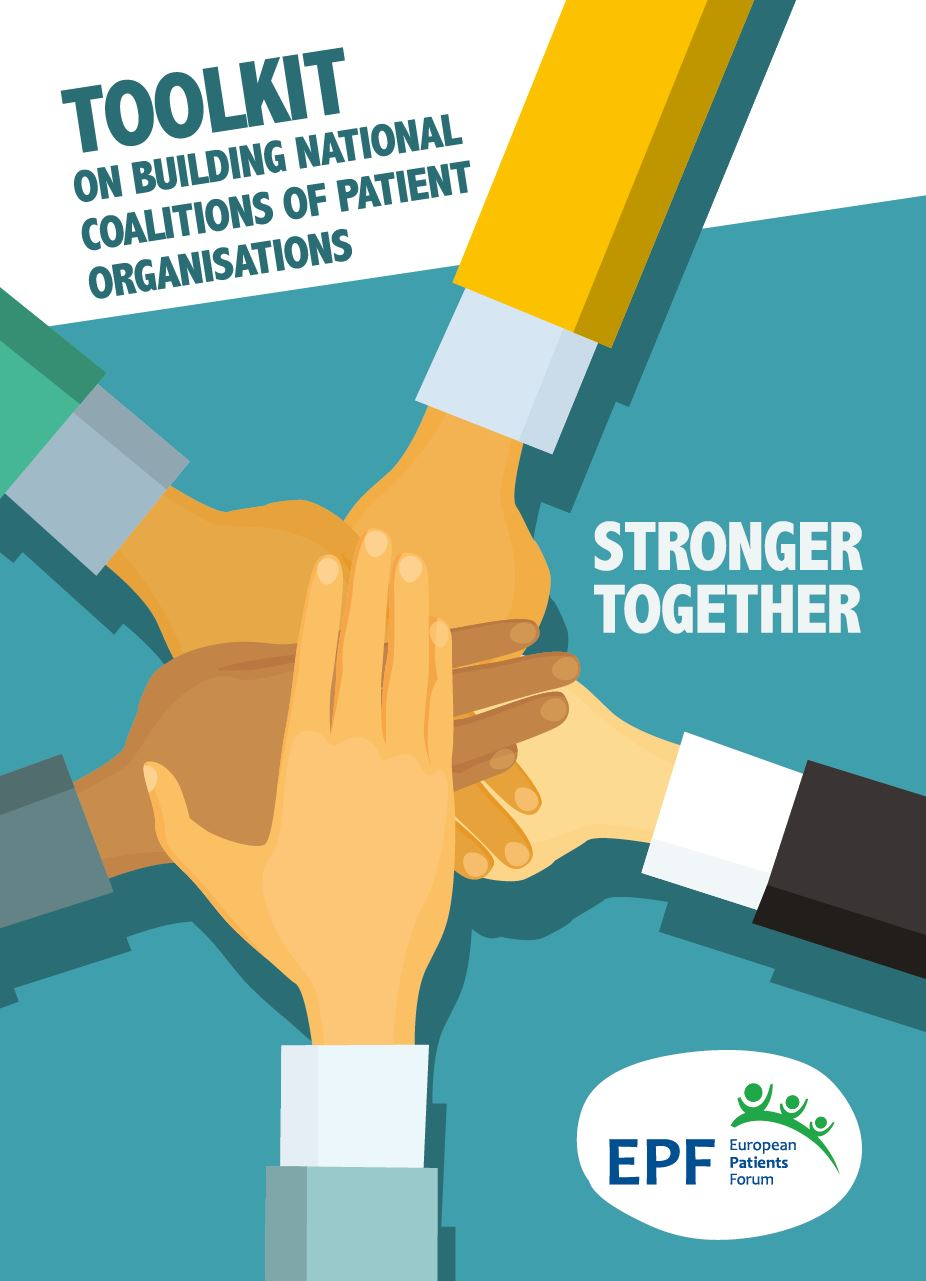 TOOLKIT
ON BUILDING NATIONAL
COALITIONS OF PATIENT
ORGANISATIONS
STRONGER
TOGETHER
EPF
European
Patients
Forum